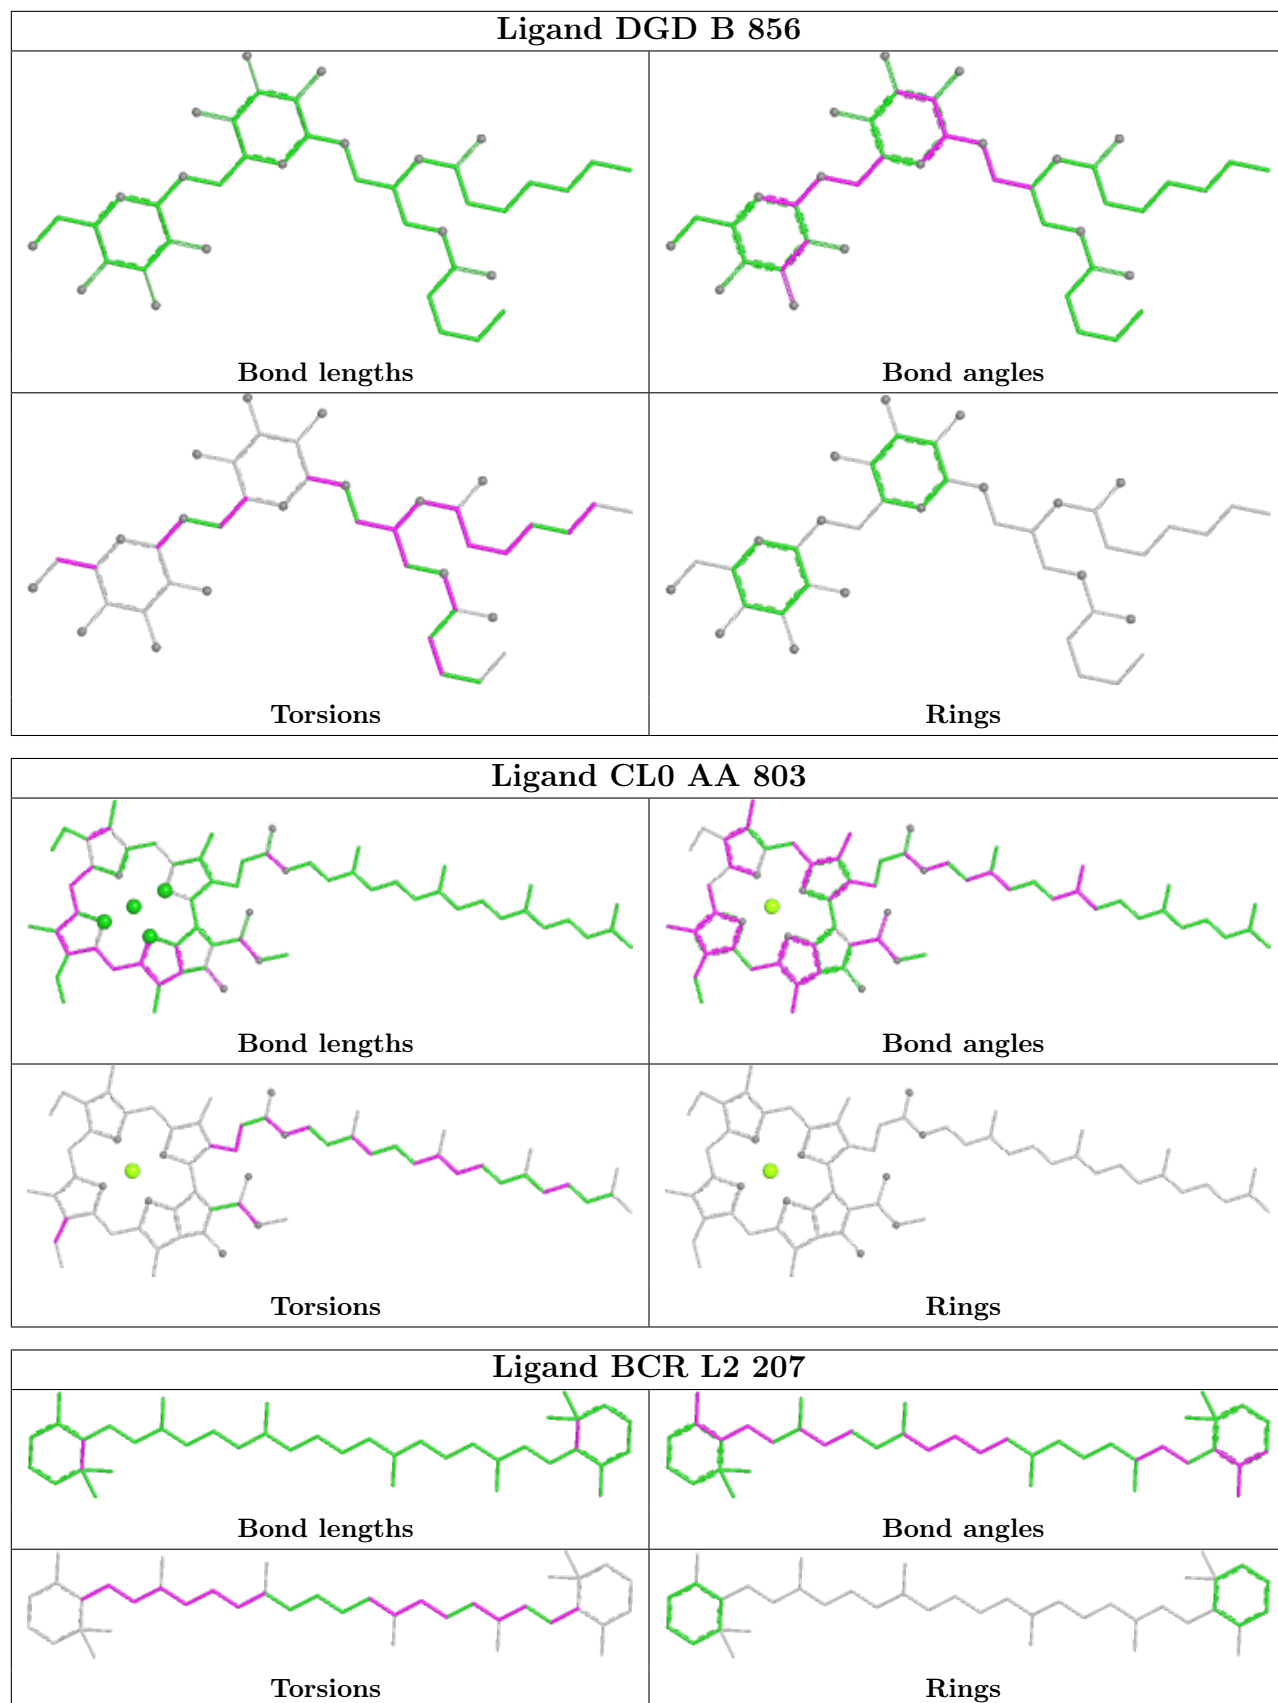 Ligand DGD B 856
Bond lengths
Bond angles
Torsions
Rings
Ligand CL0 AA 803
Bond lengths
Bond angles
Torsions
Rings
Ligand BCR L2 207
Bond lengths
Bond angles
Torsions
Rings